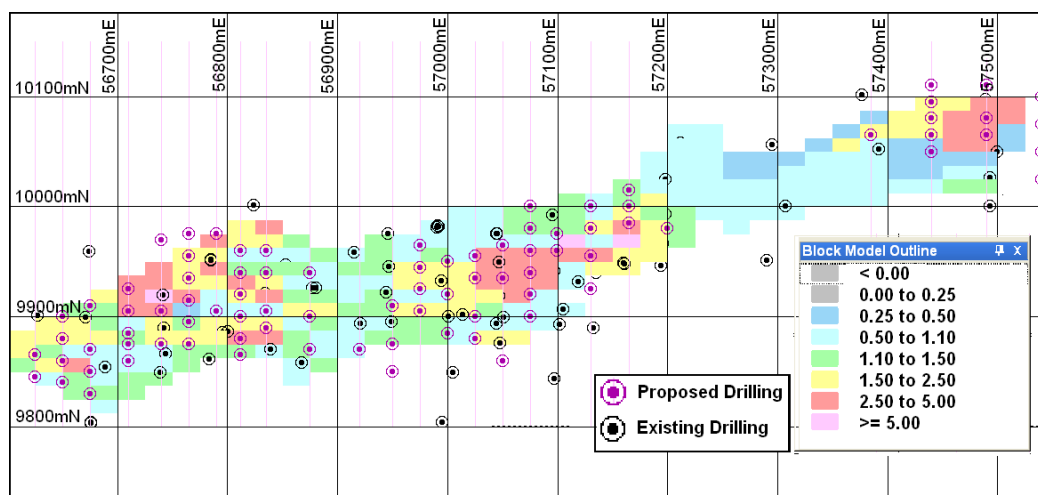 56700mE
56800mE
56900mE
57000mE
57100mE
57200mE
57300mE
57400mE
57500mE
10100mN
10000mN
9900mN
9800mN
Block Model Outline
X
< 0.00
0.00 to 0.25
0.25 to 0.50
0.50 to 1.10
1.10 to 1.50
1.50 to 2.50
2.50 to 5.00
>= 5.00
Proposed Drilling
Existing Drilling